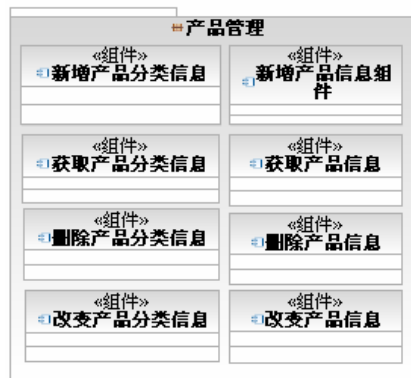 产品管理
«组件»
新增产品分类信息
«组件»
新增产品信息组
件
«组件»
获取产品分类信息
«组件»
获取产品信息
«组件»
删除产品分类信息
«组件»
删除产品信息
«组件»
改变产品分类信息
«组件»
改变产品信息